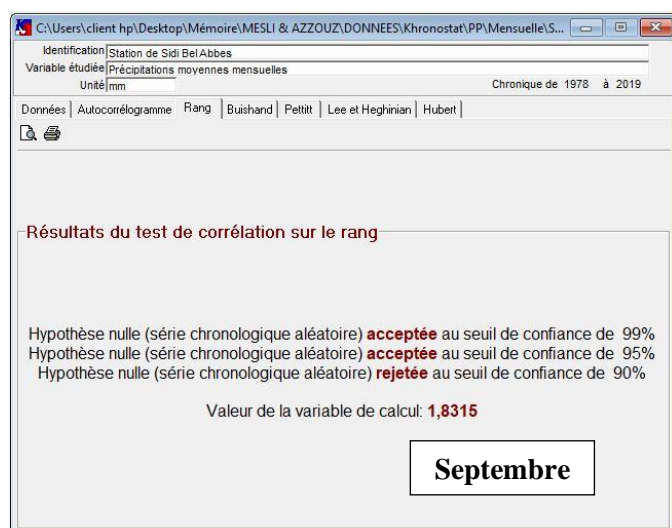 C:\Users\client hp\Desktop\Mémoire\MESLI & AZZOUZ\DONNEES\Khronostat\PP\Mensuelle\S...
Identification Station de Sidi Bel Abbes
Variable étudiée Précipitations moyennes mensuelles
Unité mm Chronique de 1978 à 2019
Données Autocorrélogramme Rang Buishand Pettitt Lee et Heghinian Hubert
Résultats du test de corrélation sur le rang
Hypothèse nulle (série chronologique aléatoire) acceptée au seuil de confiance de 99%
Hypothèse nulle (série chronologique aléatoire) acceptée au seuil de confiance de 95%
Hypothèse nulle (série chronologique aléatoire) rejetée au seuil de confiance de 90%
Valeur de la variable de calcul: 1,8315
Septembre